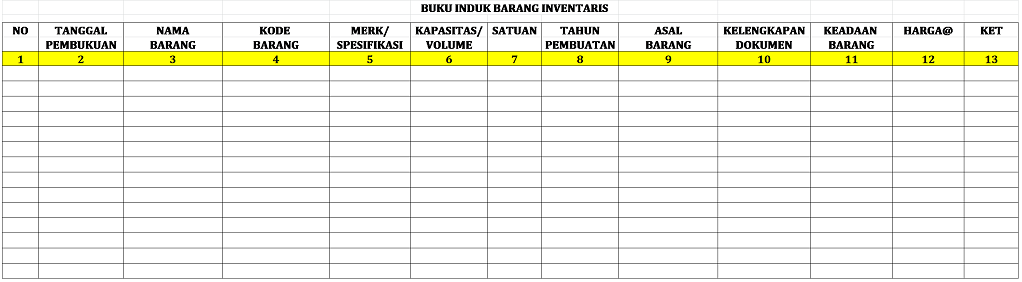 BUKU INDUK BARANG INVENTARIS
NO TANGGAL NAMA KODE MERK/ KAPASITAS/ SATUAN TAHUN ASAL KELENGKAPAN KEADAAN HARGA@ KET
PEMBUKUAN BARANG BARANG SPESIFIKASI VOLUME PEMBUATAN BARANG DOKUMEN BARANG
1 2 3 4 5 6 7 8 9 10 11 12 13